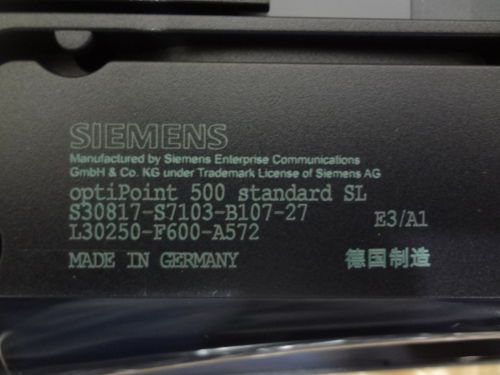 SIEMENS
Manufactured by Siemens Enterprise Communications
GmbH & Co. KG under Trademark License of Siemens AG
optiPoint 500 standard SL
S30817-S7103-B107-27 E3/A1
L30250-F600-A572
MADE IN GERMANY 德国制造